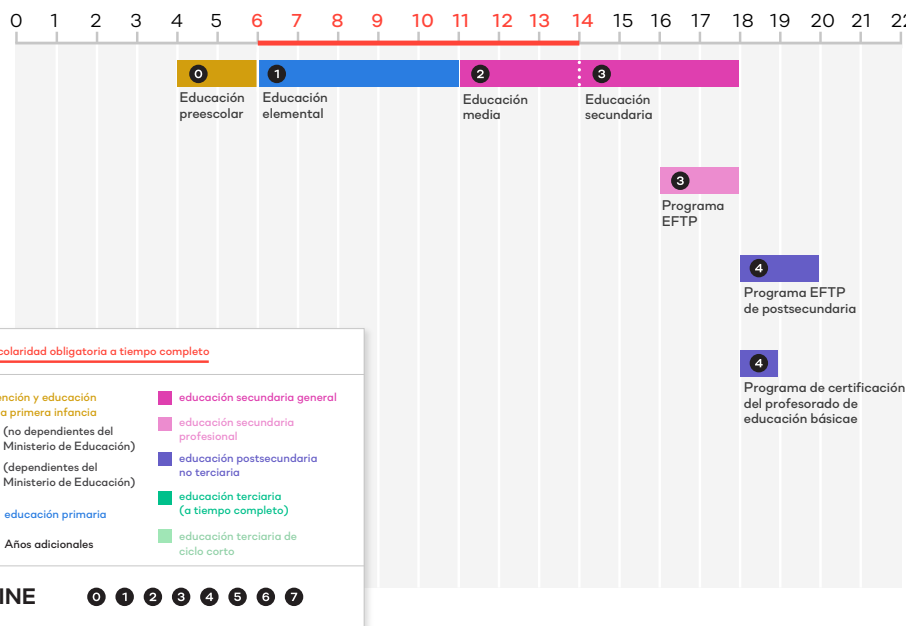 0 1 2 3 4 5 6 7 8 9 10 11 12 13 14 15 16 17 18 19 20 21 22
0
1
2
3
Educación
preescolar
Educación
elemental
Educación
media
Educación
secundaria
3
Programa
EFTP
4
Programa EFTP
de postsecundaria
4
Programa de certificación
del profesorado de
educación básicae
colaridad obligatoria a tiempo completo
ención y educación
a primera infancia
(no dependientes del
Ministerio de Educación)
(dependientes del
Ministerio de Educación)
educación primaria
Años adicionales
educación secundaria general
educación secundaria
profesional
educación postsecundaria
no terciaria
educación terciaria
(a tiempo completo)
educación terciaria de
ciclo corto
INE 0 1 2 3 4 5 6 7